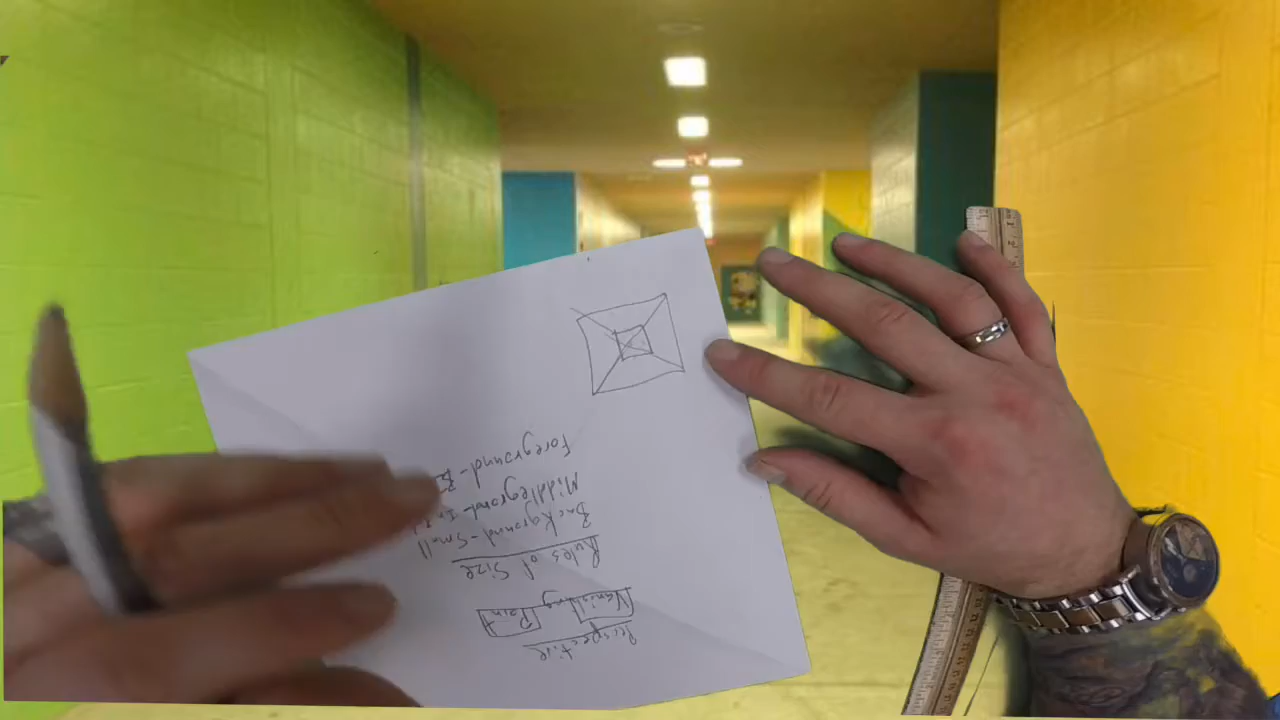 Perspective
Vanishing
Point
Rules of Size
Background-Small
Middleground-
Foreground-